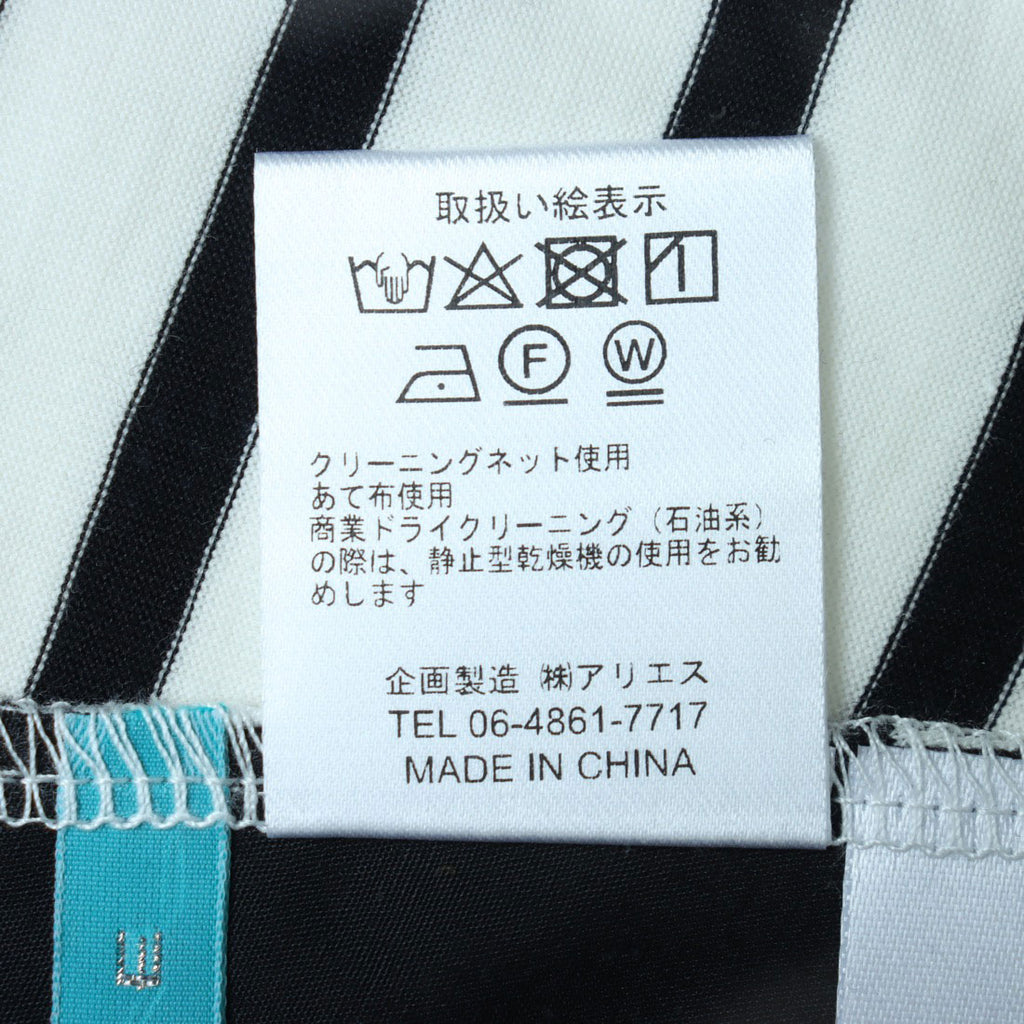 取扱い絵表示
F W
クリーニングネット使用
あて布使用
商業ドライクリーニング（石油系）
の際は、静止型乾燥機の使用をお勧
めします
企画製造 ㈱アリエス
TEL 06-4861-7717
MADE IN CHINA
E